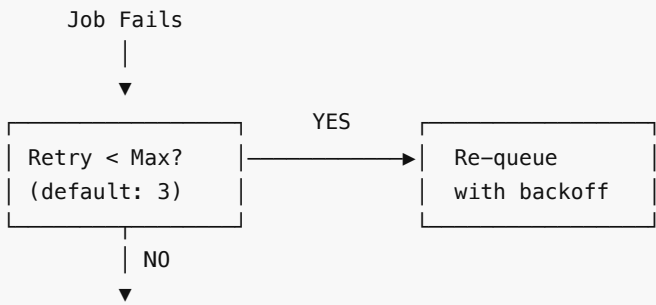 Job Fails
YES
Retry < Max?
(default: 3)
Re-queue
with backoff
NO